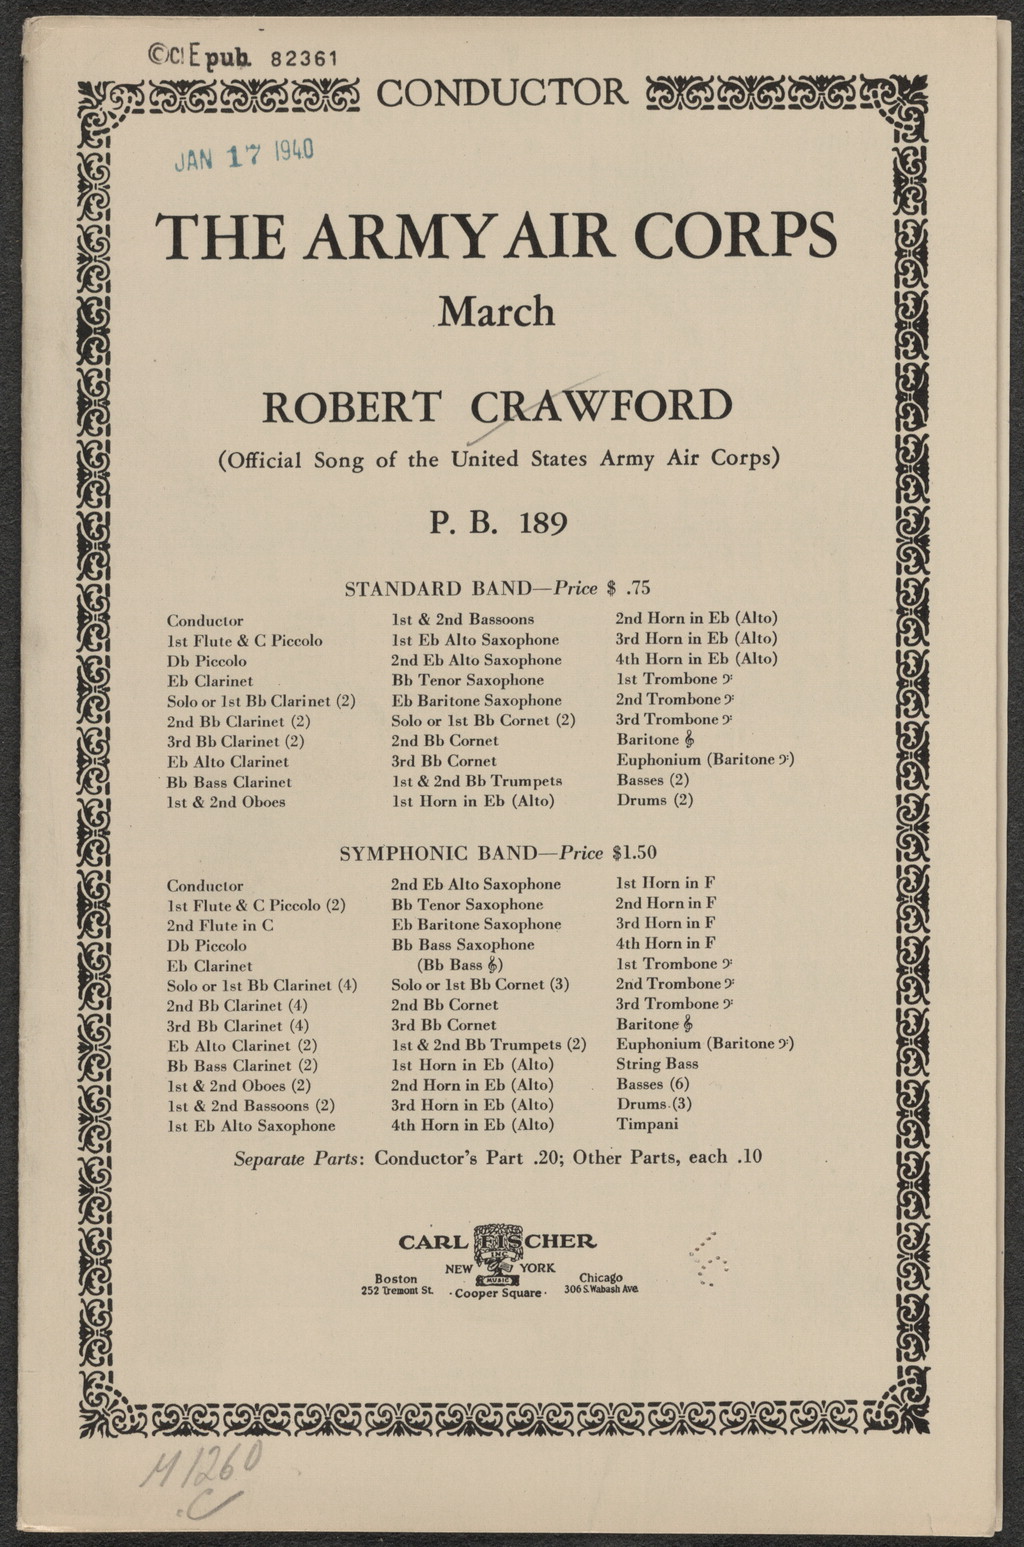 ©C1 E pub. 82361
CONDUCTOR
JAN 17 1940
THE ARMY AIR CORPS
March
ROBERT CRAWFORD
(Official Song of the United States Army Air Corps)
P. B. 189
STANDARD BAND—Price $ .75
Conductor
1st Flute & C Piccolo
Db Piccolo
Eb Clarinet
Solo or 1st Bb Clarinet (2)
2nd Bb Clarinet (2)
3rd Bb Clarinet (2)
Eb Alto Clarinet
Bb Bass Clarinet
1st & 2nd Oboes
1st & 2nd Bassoons
1st Eb Alto Saxophone
2nd Eb Alto Saxophone
Bb Tenor Saxophone
Eb Baritone Saxophone
Solo or 1st Bb Cornet (2)
2nd Bb Cornet
3rd Bb Cornet
1st & 2nd Bb Trumpets
1st Horn in Eb (Alto)
2nd Horn in Eb (Alto)
3rd Horn in Eb (Alto)
4th Horn in Eb (Alto)
1st Trombone 𝄢
2nd Trombone 𝄢
3rd Trombone 𝄢
Baritone 𝄞
Euphonium (Baritone 𝄢)
Basses (2)
Drums (2)
SYMPHONIC BAND—Price $1.50
Conductor
1st Flute & C Piccolo (2)
2nd Flute in C
Db Piccolo
Eb Clarinet
Solo or 1st Bb Clarinet (4)
2nd Bb Clarinet (4)
3rd Bb Clarinet (4)
Eb Alto Clarinet (2)
Bb Bass Clarinet (2)
1st & 2nd Oboes (2)
1st & 2nd Bassoons (2)
1st Eb Alto Saxophone
2nd Eb Alto Saxophone
Bb Tenor Saxophone
Eb Baritone Saxophone
Bb Bass Saxophone
(Bb Bass 𝄞)
Solo or 1st Bb Cornet (3)
2nd Bb Cornet
3rd Bb Cornet
1st & 2nd Bb Trumpets (2)
1st Horn in Eb (Alto)
2nd Horn in Eb (Alto)
3rd Horn in Eb (Alto)
4th Horn in Eb (Alto)
1st Horn in F
2nd Horn in F
3rd Horn in F
4th Horn in F
1st Trombone 𝄢
2nd Trombone 𝄢
3rd Trombone 𝄢
Baritone 𝄞
Euphonium (Baritone 𝄢)
String Bass
Basses (6)
Drums (3)
Timpani
Separate Parts: Conductor's Part .20; Other Parts, each .10
CARL FISCHER
INC
NEW YORK
MUSIC
Boston
252 Tremont St.
· Cooper Square ·
Chicago
306 S. Wabash Ave.
M1260
.C